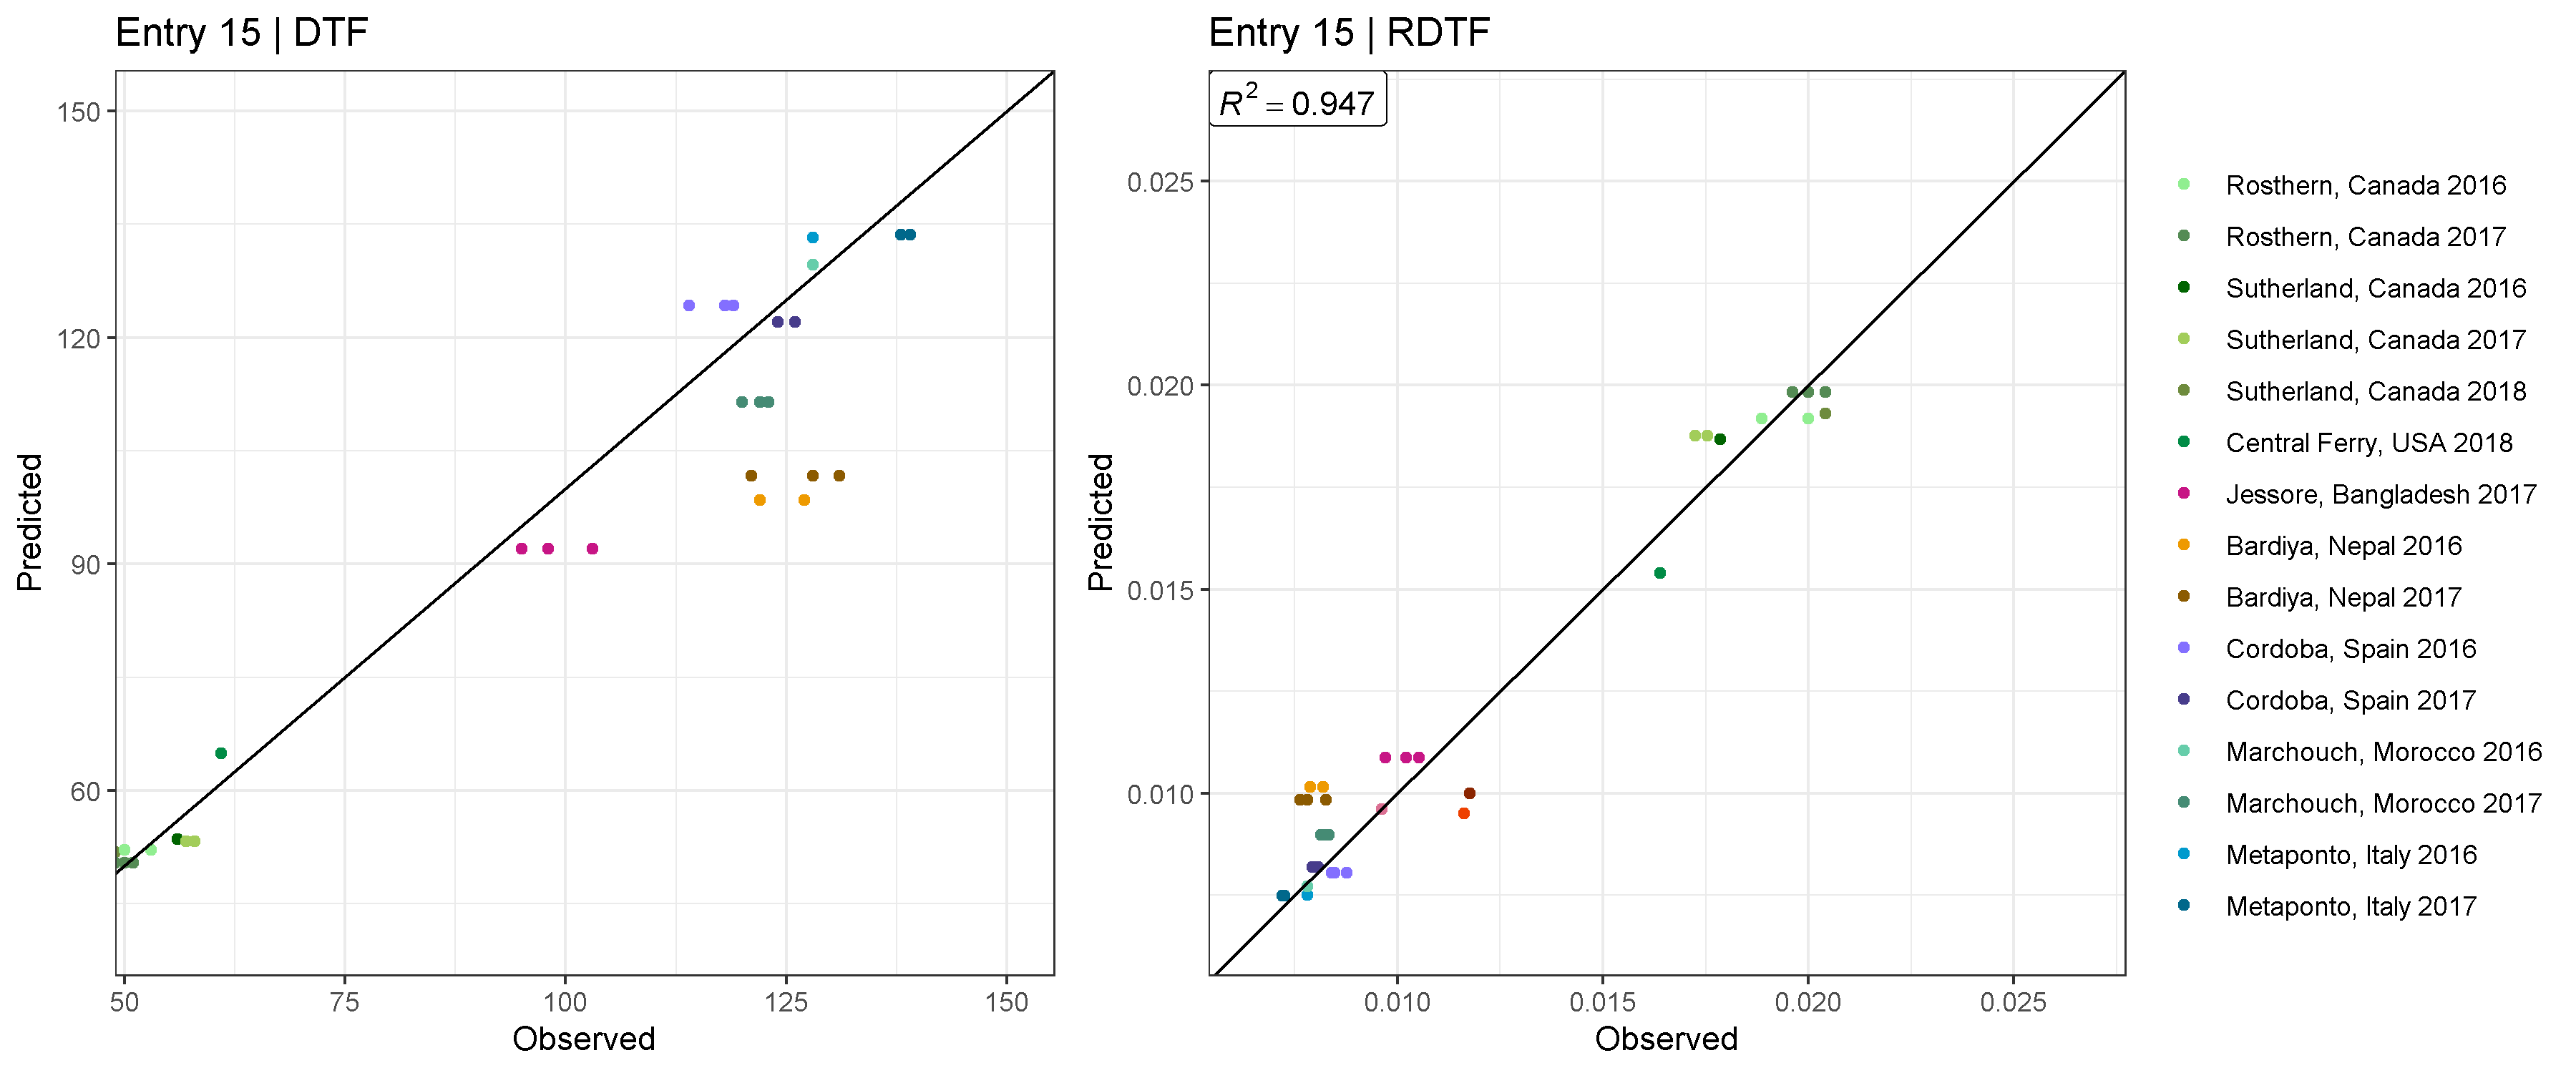 Entry 15 | DTF
150
120
90
60
50
75
100
125
150
Observed
Predicted
Entry 15 | RDTF
R² = 0.947
0.025
0.020
0.015
0.010
0.010
0.015
0.020
0.025
Observed
Predicted
Rosthern, Canada 2016
Rosthern, Canada 2017
Sutherland, Canada 2016
Sutherland, Canada 2017
Sutherland, Canada 2018
Central Ferry, USA 2018
Jessore, Bangladesh 2017
Bardiya, Nepal 2016
Bardiya, Nepal 2017
Cordoba, Spain 2016
Cordoba, Spain 2017
Marchouch, Morocco 2016
Marchouch, Morocco 2017
Metaponto, Italy 2016
Metaponto, Italy 2017